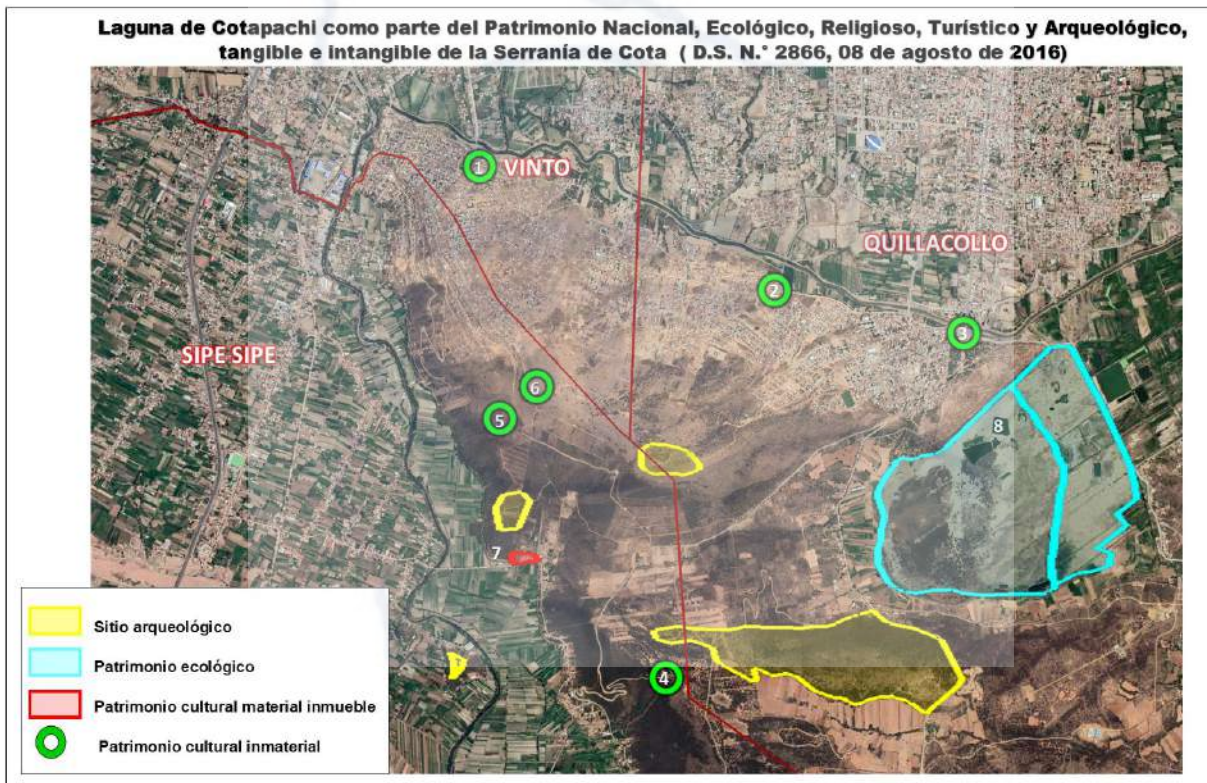 Laguna de Cotapachi como parte del Patrimonio Nacional, Ecológico, Religioso, Turístico y Arqueológico,
tangible e intangible de la Serranía de Cota ( D.S. N.° 2866, 08 de agosto de 2016)
1
VINTO
QUILLACOLLO
2
3
SIPE SIPE
6
5
8
7
4
Sitio arqueológico
Patrimonio ecológico
Patrimonio cultural material inmueble
Patrimonio cultural inmaterial